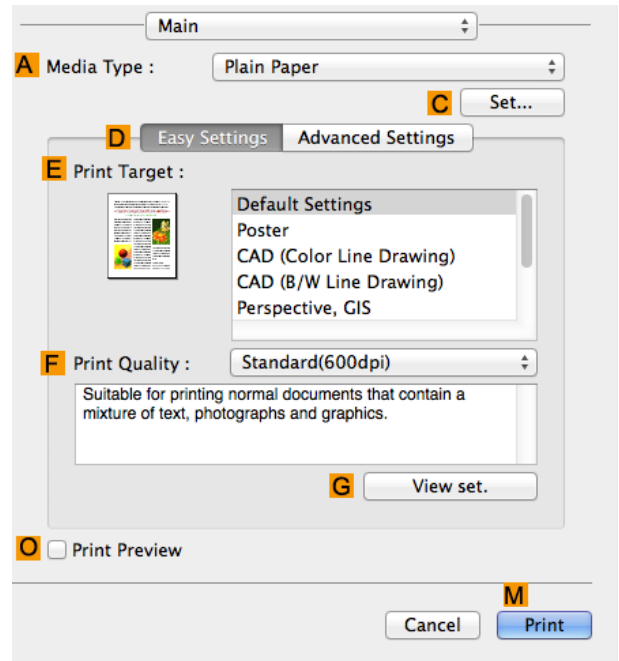 Main
A Media Type : Plain Paper
C Set...
D Easy Settings Advanced Settings
E Print Target :
Default Settings
Poster
CAD (Color Line Drawing)
CAD (B/W Line Drawing)
Perspective, GIS
F Print Quality : Standard(600dpi)
Suitable for printing normal documents that contain a
mixture of text, photographs and graphics.
G View set.
O Print Preview
M
Cancel Print